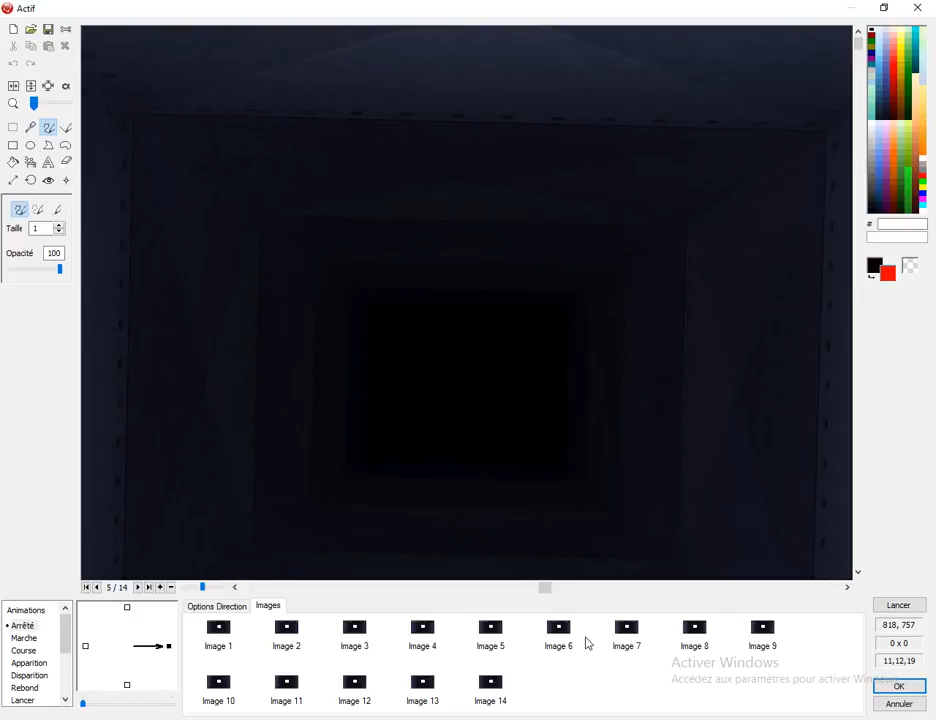 Actif
Taille 1
Opacité 100
#
5 / 14
Animations
Arrêté
Marche
Course
Apparition
Disparition
Rebond
Lancer
Options Direction
Images
Image 1
Image 2
Image 3
Image 4
Image 5
Image 6
Image 7
Image 8
Image 9
Image 10
Image 11
Image 12
Image 13
Image 14
Activer Windows
Accédez aux paramètres pour activer Windows.
Lancer
818, 757
0 x 0
11,12,19
OK
Annuler